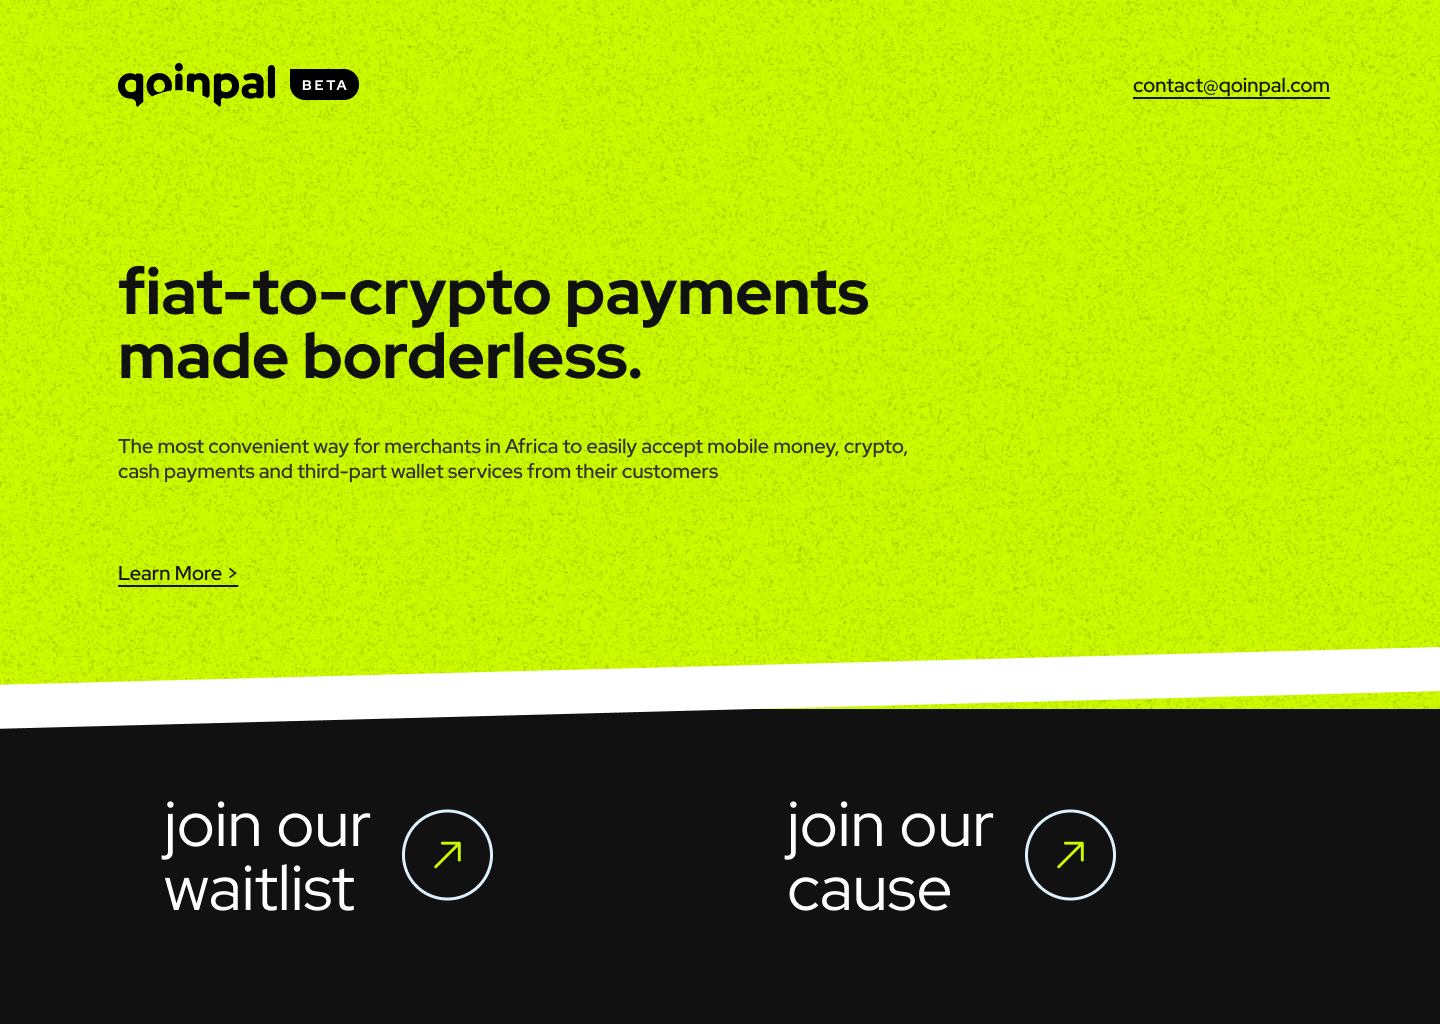 qoinpal BETA
contact@qoinpal.com
fiat-to-crypto payments
made borderless.
The most convenient way for merchants in Africa to easily accept mobile money, crypto,
cash payments and third-part wallet services from their customers
Learn More >
join our
waitlist
join our
cause